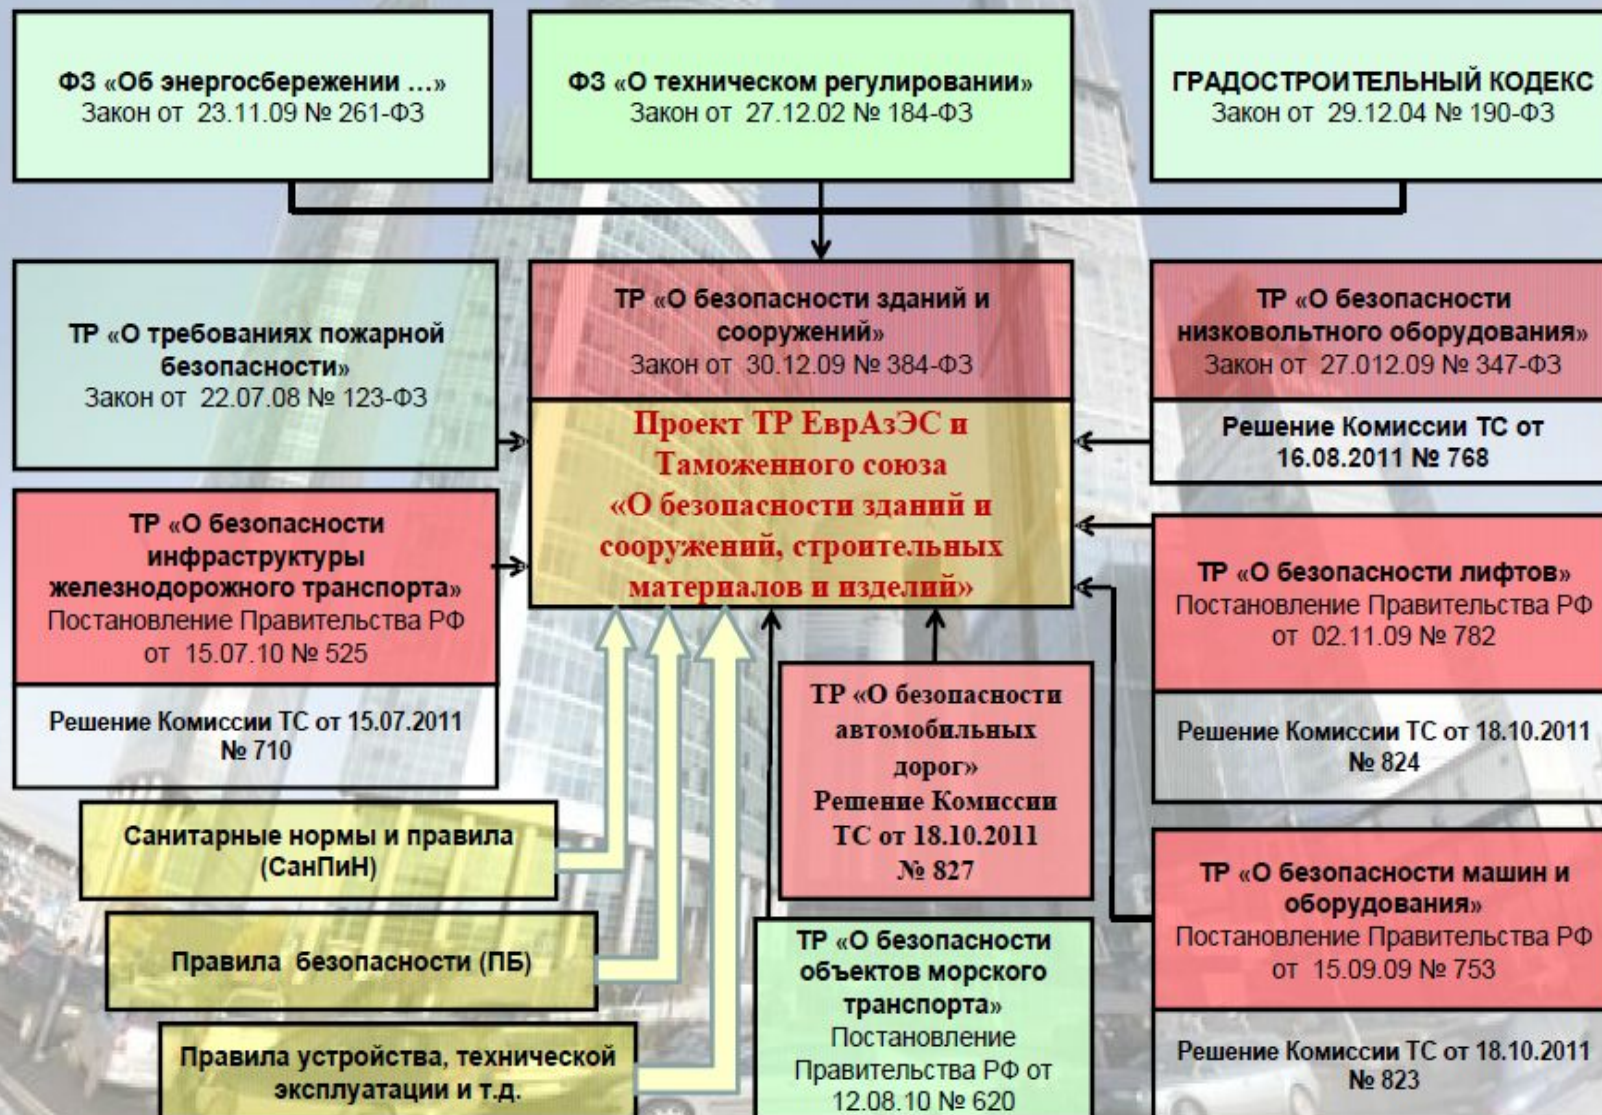 ФЗ «Об энергосбережении ...»
Закон от 23.11.09 № 261-ФЗ
ФЗ «О техническом регулировании»
Закон от 27.12.02 № 184-ФЗ
ГРАДОСТРОИТЕЛЬНЫЙ КОДЕКС
Закон от 29.12.04 № 190-ФЗ
ТР «О требованиях пожарной
безопасности»
Закон от 22.07.08 № 123-ФЗ
ТР «О безопасности зданий и
сооружений»
Закон от 30.12.09 № 384-ФЗ
Проект ТР ЕврАзЭС и
Таможенного союза
«О безопасности зданий и
сооружений, строительных
материалов и изделий»
ТР «О безопасности
низковольтного оборудования»
Закон от 27.012.09 № 347-ФЗ
Решение Комиссии ТС от
16.08.2011 № 768
ТР «О безопасности
инфраструктуры
железнодорожного транспорта»
Постановление Правительства РФ
от 15.07.10 № 525
Решение Комиссии ТС от 15.07.2011
№ 710
ТР «О безопасности лифтов»
Постановление Правительства РФ
от 02.11.09 № 782
Решение Комиссии ТС от 18.10.2011
№ 824
ТР «О безопасности
автомобильных
дорог»
Решение Комиссии
ТС от 18.10.2011
№ 827
Санитарные нормы и правила
(СанПиН)
Правила безопасности (ПБ)
Правила устройства, технической
эксплуатации и т.д.
ТР «О безопасности
объектов морского
транспорта»
Постановление
Правительства РФ от
12.08.10 № 620
ТР «О безопасности машин и
оборудования»
Постановление Правительства РФ
от 15.09.09 № 753
Решение Комиссии ТС от 18.10.2011
№ 823